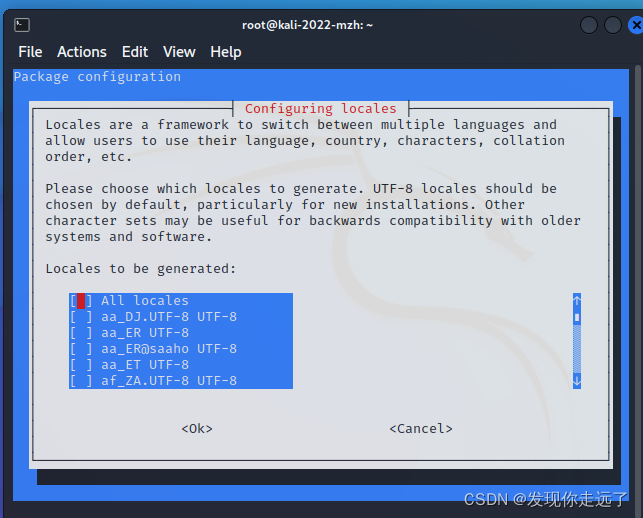 root@kali-2022-mzh: ~
File Actions Edit View Help
Package configuration
Configuring locales
Locales are a framework to switch between multiple languages and
allow users to use their language, country, characters, collation
order, etc.
Please choose which locales to generate. UTF-8 locales should be
chosen by default, particularly for new installations. Other
character sets may be useful for backwards compatibility with older
systems and software.
Locales to be generated:
[ ] All locales
[ ] aa_DJ.UTF-8 UTF-8
[ ] aa_ER UTF-8
[ ] aa_ER@saaho UTF-8
[ ] aa_ET UTF-8
[ ] af_ZA.UTF-8 UTF-8
<Ok> <Cancel>
CSDN @发现你走远了